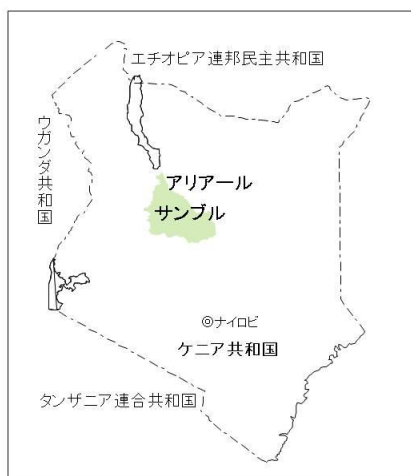 エチオピア連邦民主共和国
ウガンダ共和国
アリアール
サンブル
◎ナイロビ
ケニア共和国
タンザニア連合共和国